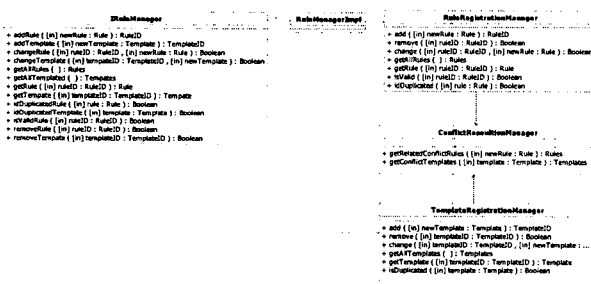 IRuleManager
+ addRule ( [in] newRule : Rule ) : RuleID
+ addTemplate ( [in] newTemplate : Template ) : TemplateID
+ changeRule ( [in] ruleID : RuleID , [in] newRule : Rule ) : Boolean
+ changeTemplate ( [in] templateID : TemplateID , [in] newTemplate : Template ) : Boolean
+ getAllRules ( ) : Rules
+ getAllTemplates ( ) : Tempates
+ getRule ( [in] ruleID : RuleID ) : Rule
+ getTempate ( [in] templateID : TemplateID ) : Tempate
+ isDuplicatedRule ( [in] rule : Rule ) : Boolean
+ isDuplicatedTemplate ( [in] template : Template ) : Boolean
+ isValidRule ( [in] ruleID : RuleID ) : Boolean
+ removeRule ( [in] ruleID : RuleID ) : Boolean
+ removeTempate ( [in] templateID : TemplateID ) : Boolean
RuleManagerImpl
RuleRegistrationManager
+ add ( [in] newRule : Rule ) : RuleID
+ remove ( [in] ruleID : RuleID ) : Boolean
+ change ( [in] ruleID : RuleID , [in] newRule : Rule ) : Boolean
+ getAllRules ( ) : Rules
+ getRule ( [in] ruleID : RuleID ) : Rule
+ isValid ( [in] ruleID : RuleID ) : Boolean
+ isDuplicated ( [in] rule : Rule ) : Boolean
+ getRelatedConflictRules ( [in] newRule : Rule ) : Rules
+ getConflictTemplates ( [in] template : Template ) : Templates
TemplateRegistrationManager
+ add ( [in] newTemplate : Template ) : TemplateID
+ remove ( [in] templateID : TemplateID ) : Boolean
+ change ( [in] templateID : TemplateID , [in] newTemplate : ...
+ getAllTemplates ( ) : Templates
+ getTemplate ( [in] templateID : TemplateID ) : Template
+ isDuplicated ( [in] template : Template ) : Boolean